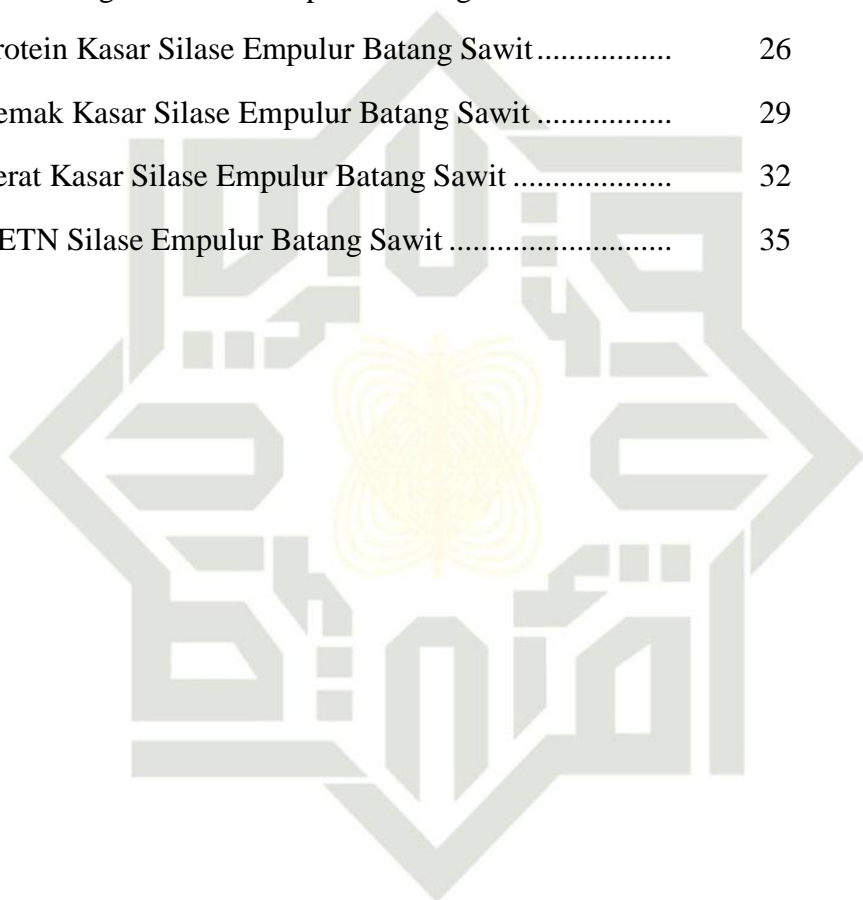 rotein Kasar Silase Empulur Batang Sawit ................ 26
emak Kasar Silase Empulur Batang Sawit ................ 29
erat Kasar Silase Empulur Batang Sawit ................... 32
ETN Silase Empulur Batang Sawit .......................... 35